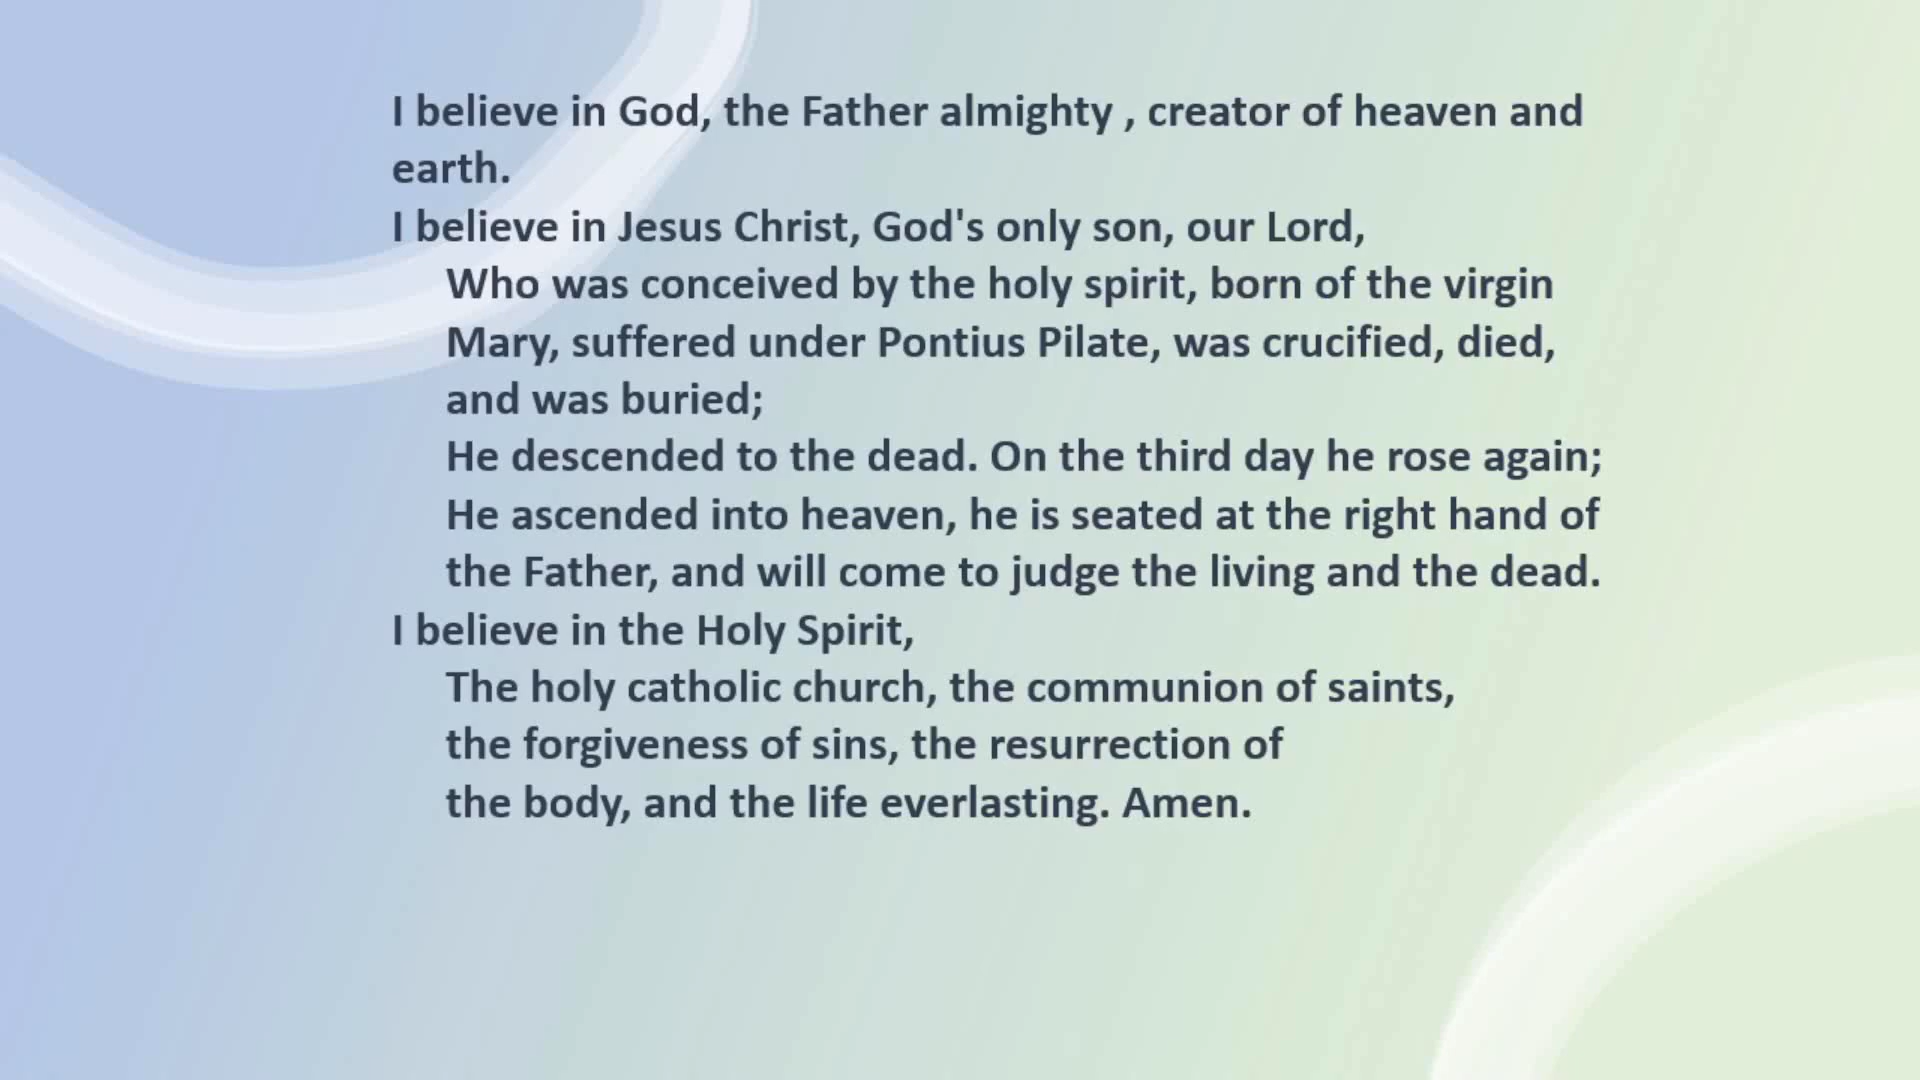 I believe in God, the Father almighty , creator of heaven and
earth.
I believe in Jesus Christ, God's only son, our Lord,
Who was conceived by the holy spirit, born of the virgin
Mary, suffered under Pontius Pilate, was crucified, died,
and was buried;
He descended to the dead. On the third day he rose again;
He ascended into heaven, he is seated at the right hand of
the Father, and will come to judge the living and the dead.
I believe in the Holy Spirit,
The holy catholic church, the communion of saints,
the forgiveness of sins, the resurrection of
the body, and the life everlasting. Amen.